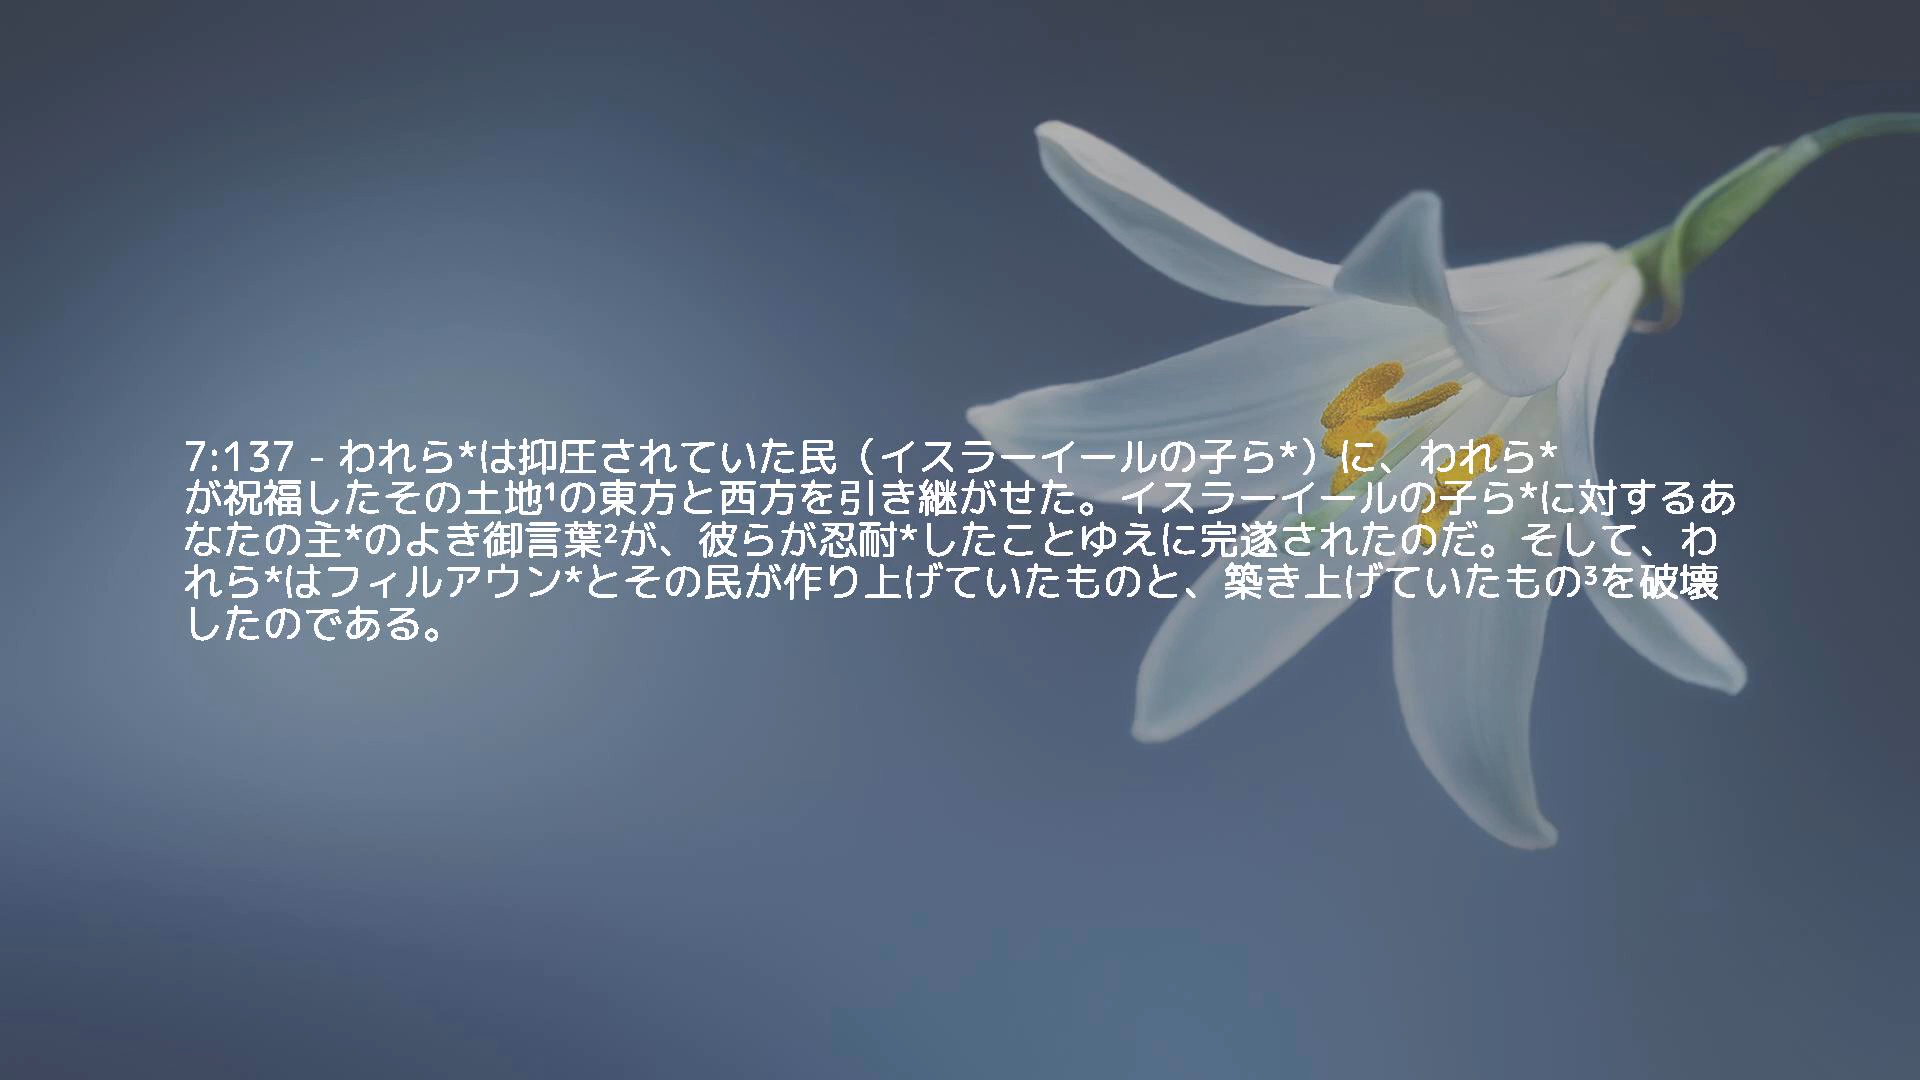 7:137 - われら*は抑圧されていた民（イスラーイールの子ら*）に、われら*
が祝福したその土地¹の東方と西方を引き継がせた。イスラーイールの子ら*に対するあ
なたの主*のよき御言葉²が、彼らが忍耐*したことゆえに完遂されたのだ。そして、わ
れら*はフィルアウン*とその民が作り上げていたものと、築き上げていたもの³を破壊
したのである。